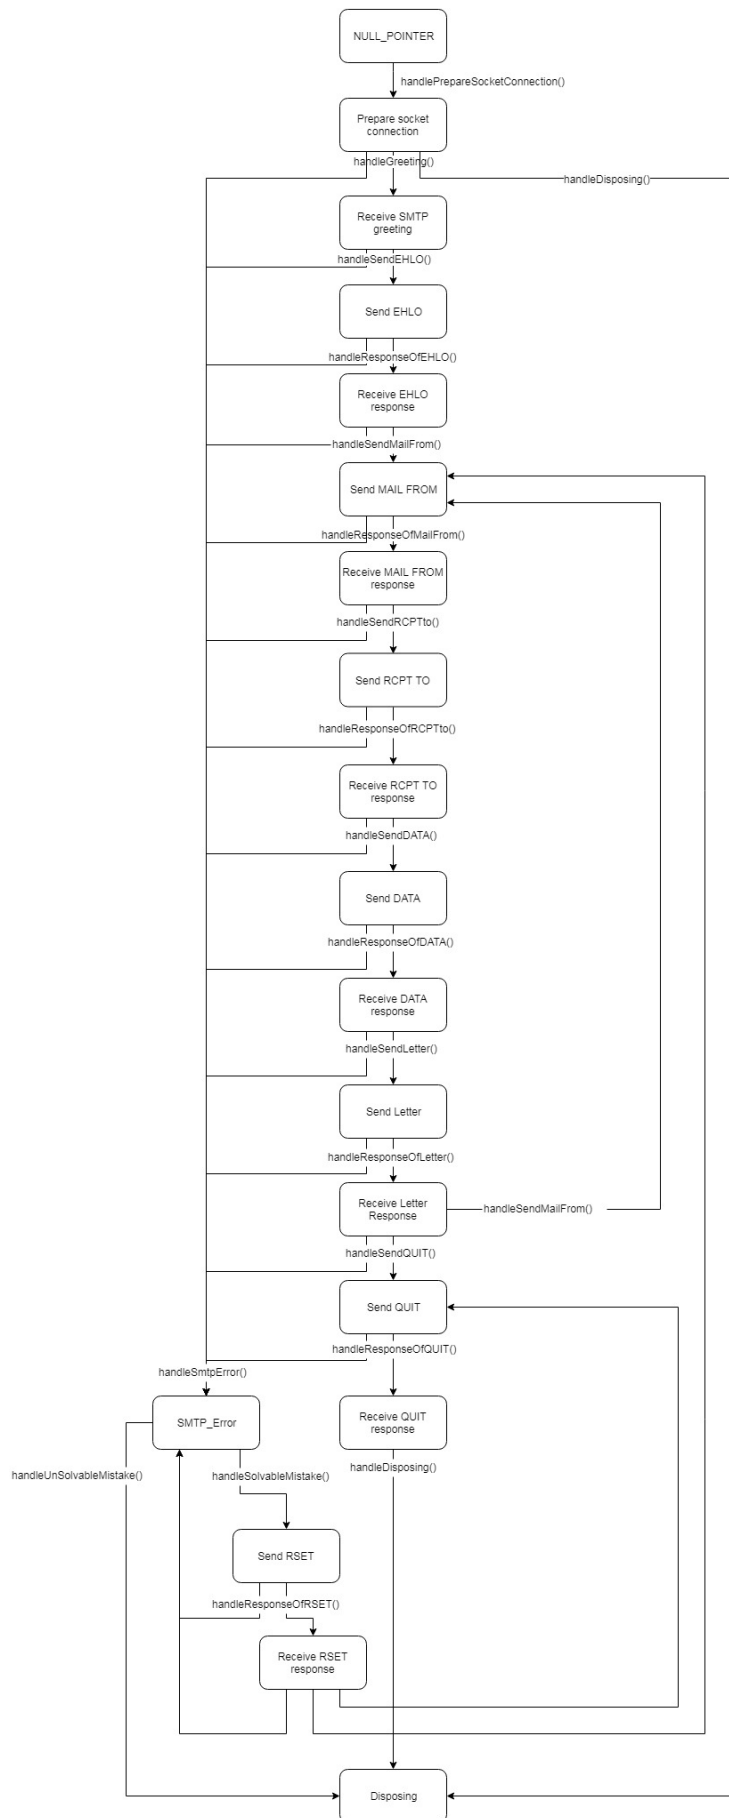 NULL_POINTER
handlePrepareSocketConnection()
Prepare socket
connection
handleGreeting()
handleDisposing()
Receive SMTP
greeting
handleSendEHLO()
Send EHLO
handleResponseOfEHLO()
Receive EHLO
response
handleSendMailFrom()
Send MAIL FROM
handleResponseOfMailFrom()
Receive MAIL FROM
response
handleSendRCPTto()
Send RCPT TO
handleResponseOfRCPTto()
Receive RCPT TO
response
handleSendDATA()
Send DATA
handleResponseOfDATA()
Receive DATA
response
handleSendLetter()
Send Letter
handleResponseOfLetter()
Receive Letter
Response
handleSendMailFrom()
handleSendQUIT()
Send QUIT
handleResponseOfQUIT()
handleSmtpError()
SMTP_Error
Receive QUIT
response
handleDisposing()
handleUnSolvableMistake()
handleSolvableMistake()
Send RSET
handleResponseOfRSET()
Receive RSET
response
Disposing